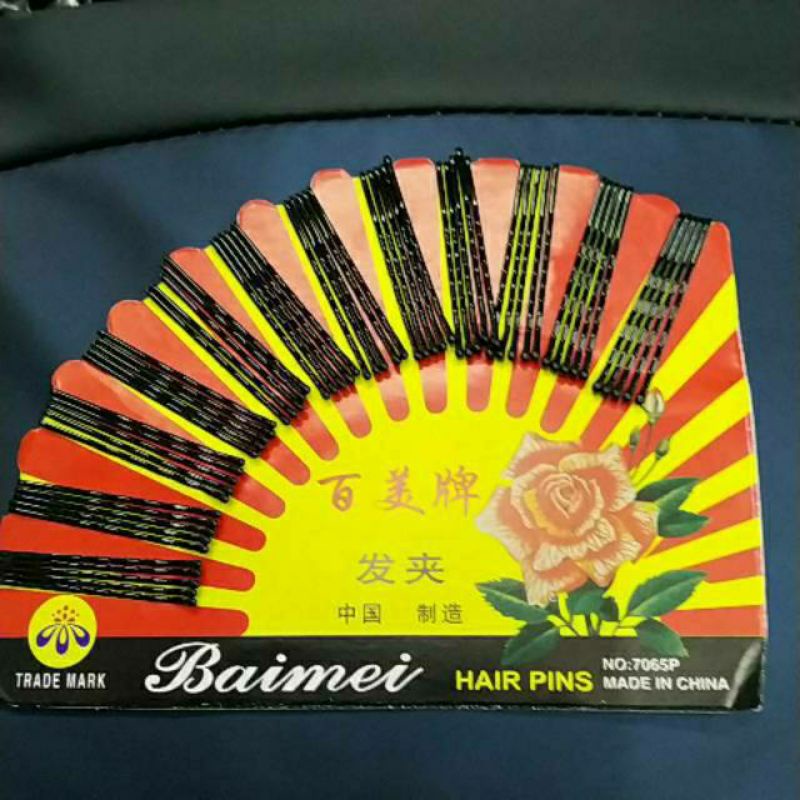 百美牌
发夹
中国 制造
TRADE MARK
Baimei
HAIR PINS
NO:7065P
MADE IN CHINA